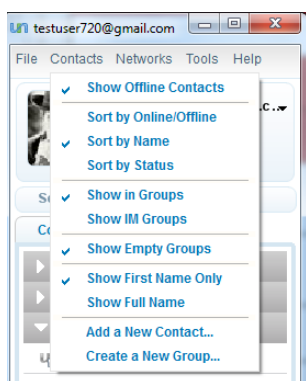 un testuser720@gmail.com
File Contacts Networks Tools Help
Show Offline Contacts
Sort by Online/Offline
Sort by Name
Sort by Status
Show in Groups
Show IM Groups
Show Empty Groups
Show First Name Only
Show Full Name
Add a New Contact...
Create a New Group...